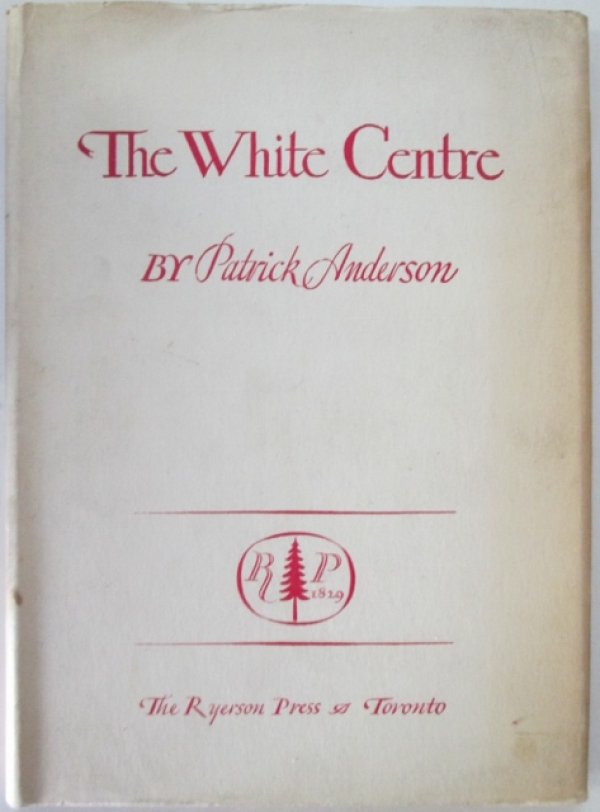 The White Centre
BY Patrick Anderson
R P
1829
The Ryerson Press Toronto